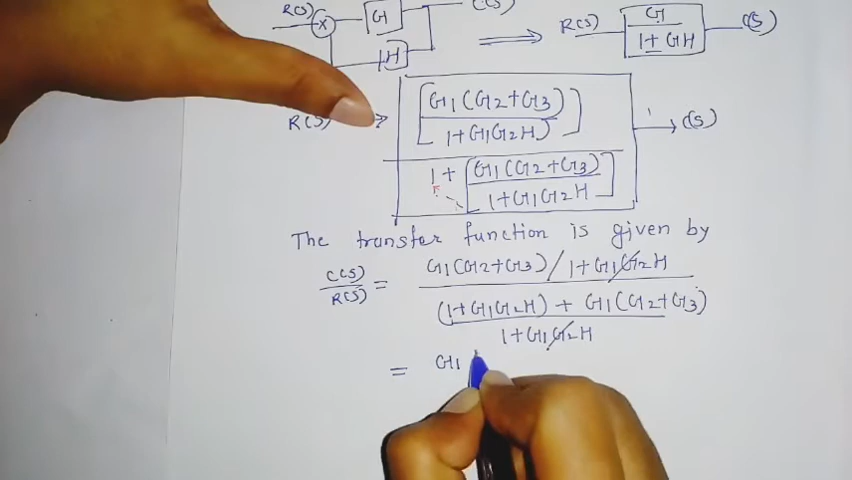 R(S) X G C(S)
H
R(S) G / 1+ GH C(S)
R(S) G1(G2+G3) C(S)
1+G1G2H
1+ G1(G2+G3)
1+G1G2H
The transfer function is given by
C(S)/R(S) = G1(G2+G3) / 1+G1G2H
(1+G1G2H) + G1(G2+G3)
1+G1G2H
= G1